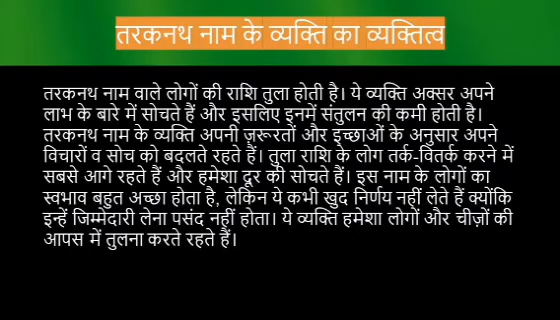 तरकनथ नाम के व्यक्ति का व्यक्तित्व
तरकनथ नाम वाले लोगों की राशि तुला होती है। ये व्यक्ति अक्सर अपने
लाभ के बारे में सोचते हैं और इसलिए इनमें संतुलन की कमी होती है।
तरकनथ नाम के व्यक्ति अपनी ज़रूरतों और इच्छाओं के अनुसार अपने
विचारों व सोच को बदलते रहते हैं। तुला राशि के लोग तर्क-वितर्क करने में
सबसे आगे रहते हैं और हमेशा दूर की सोचते हैं। इस नाम के लोगों का
स्वभाव बहुत अच्छा होता है, लेकिन ये कभी खुद निर्णय नहीं लेते हैं क्योंकि
इन्हें जिम्मेदारी लेना पसंद नहीं होता। ये व्यक्ति हमेशा लोगों और चीज़ों की
आपस में तुलना करते रहते हैं।